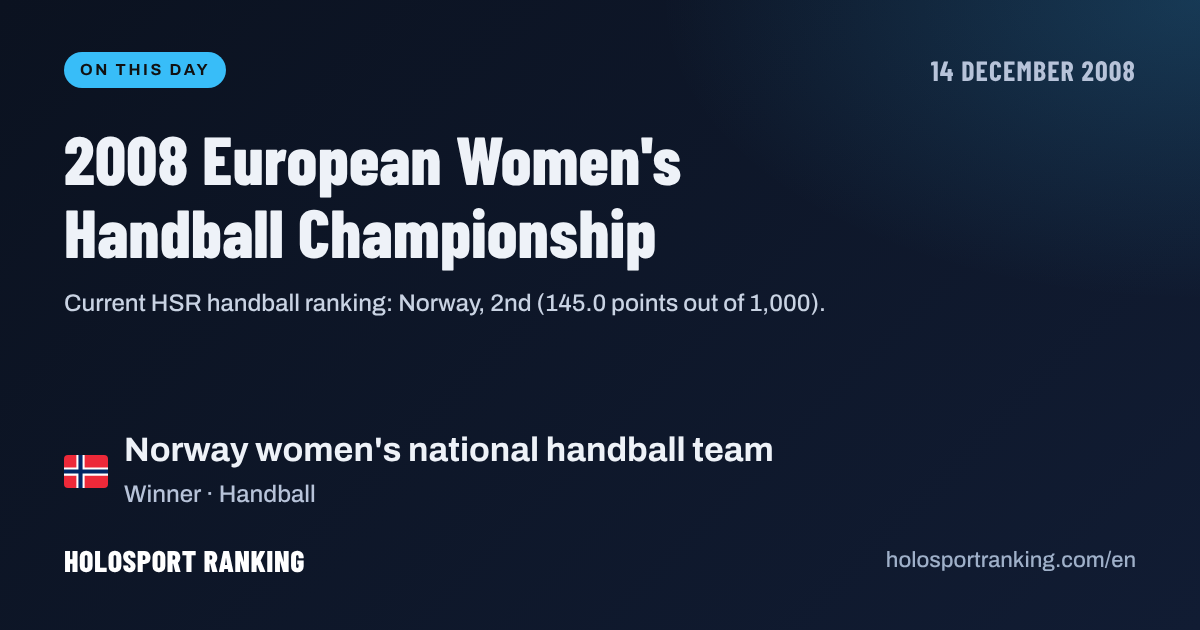 ON THIS DAY
14 DECEMBER 2008
2008 European Women's
Handball Championship
Current HSR handball ranking: Norway, 2nd (145.0 points out of 1,000).
Norway women's national handball team
Winner · Handball
HOLOSPORT RANKING
holosportranking.com/en